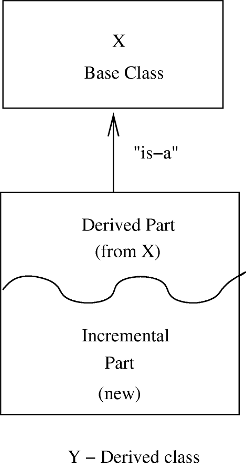 X
Base Class
"is-a"
Derived Part
(from X)
Incremental
Part
(new)
Y - Derived class